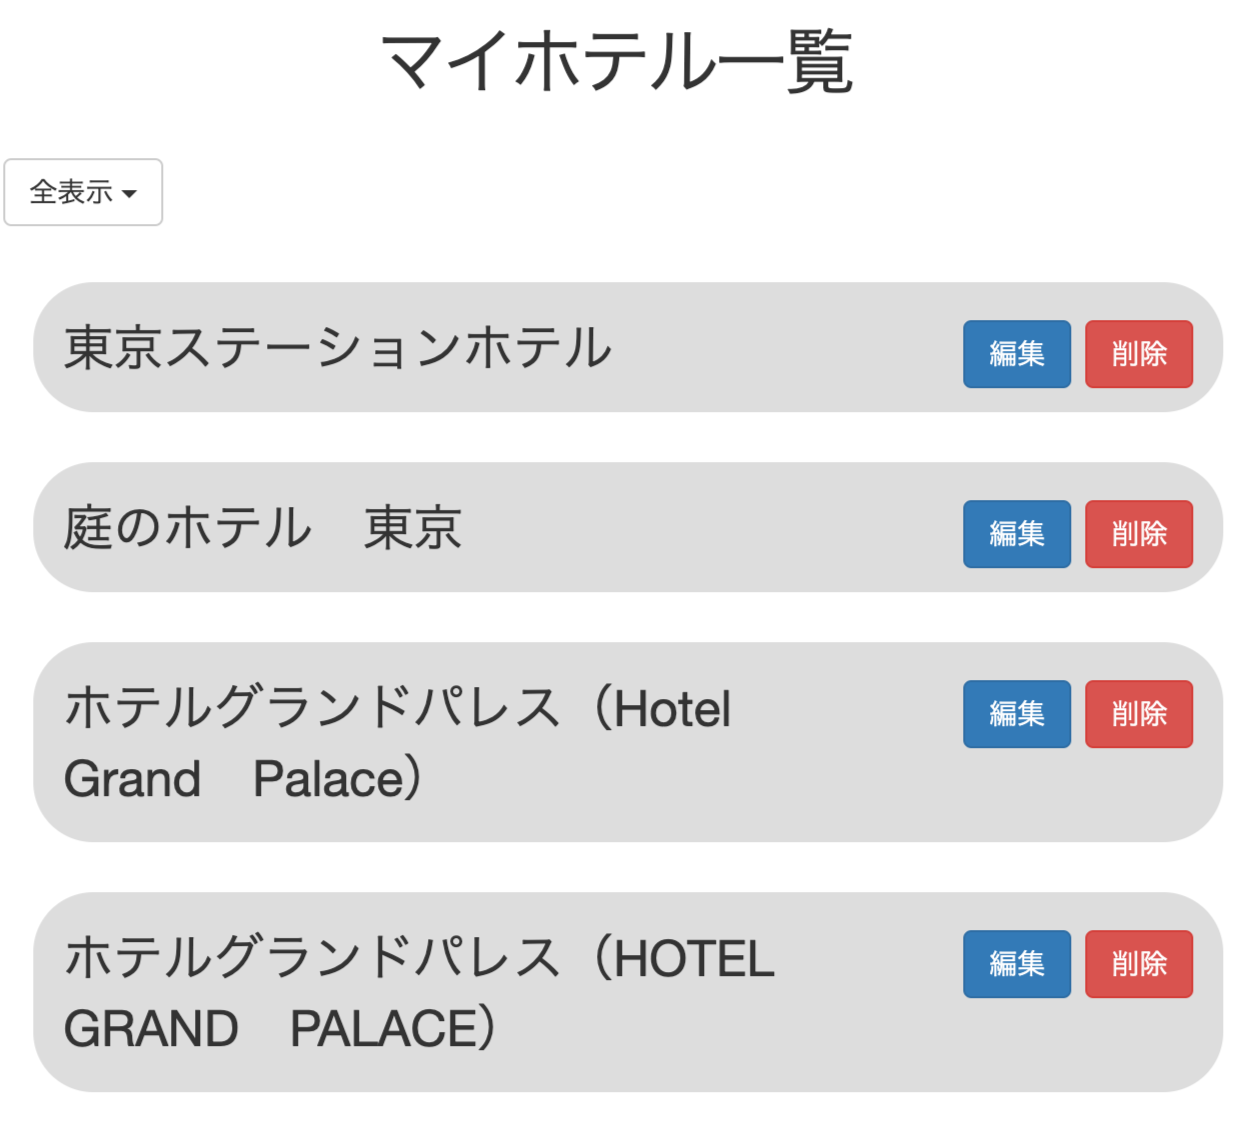 マイホテル一覧
全表示
東京ステーションホテル
編集 削除
庭のホテル　東京
編集 削除
ホテルグランドパレス（Hotel
Grand　Palace）
編集 削除
ホテルグランドパレス（HOTEL
GRAND　PALACE）
編集 削除